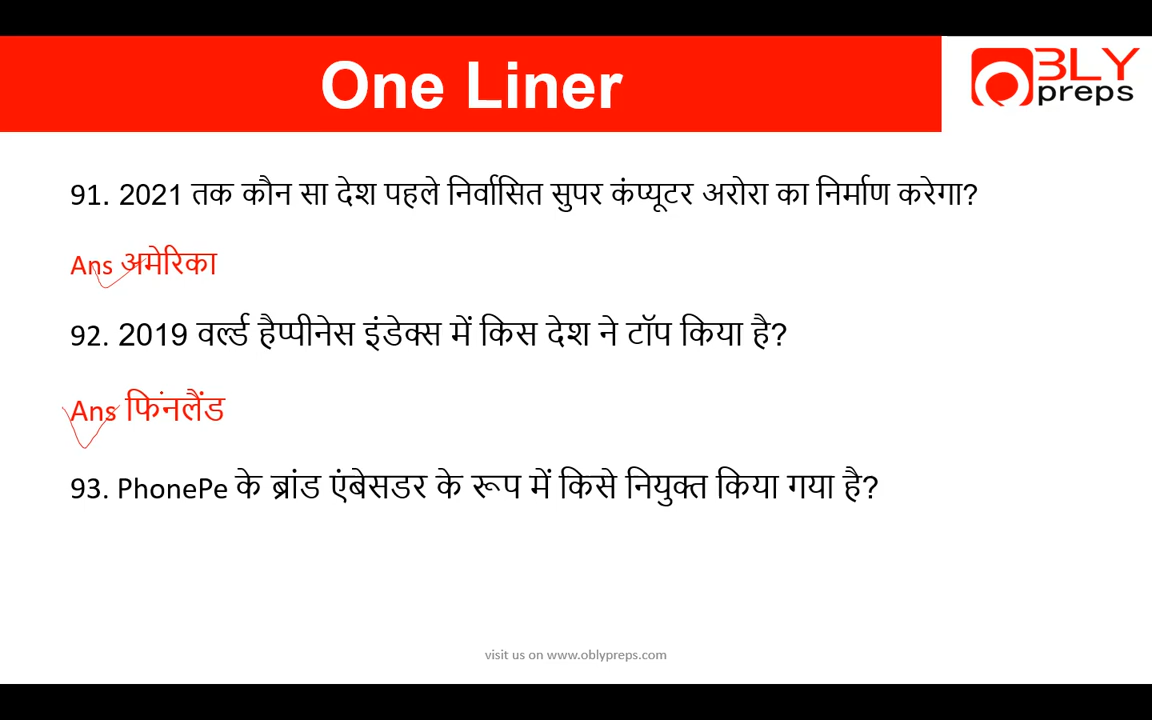 One Liner
BLY
preps
91. 2021 तक कौन सा देश पहले निर्वासित सुपर कंप्यूटर अरोरा का निर्माण करेगा?
Ans अमेरिका
92. 2019 वर्ल्ड हैप्पीनेस इंडेक्स में किस देश ने टॉप किया है?
Ans फिंनलैंड
93. PhonePe के ब्रांड एंबेसडर के रूप में किसे नियुक्त किया गया है?
visit us on www.oblypreps.com